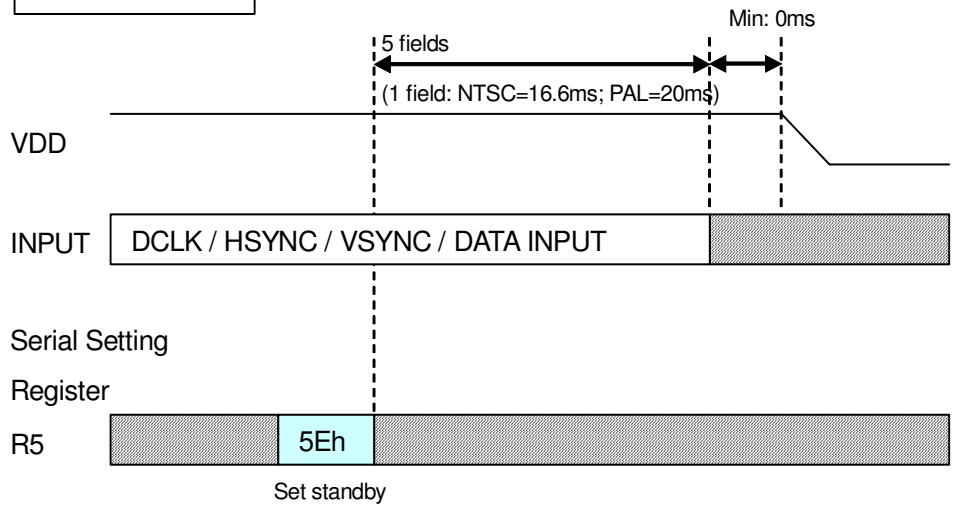 Min: 0ms
5 fields
(1 field: NTSC=16.6ms; PAL=20ms)
VDD
INPUT DCLK / HSYNC / VSYNC / DATA INPUT
Serial Setting
Register
R5 5Eh
Set standby